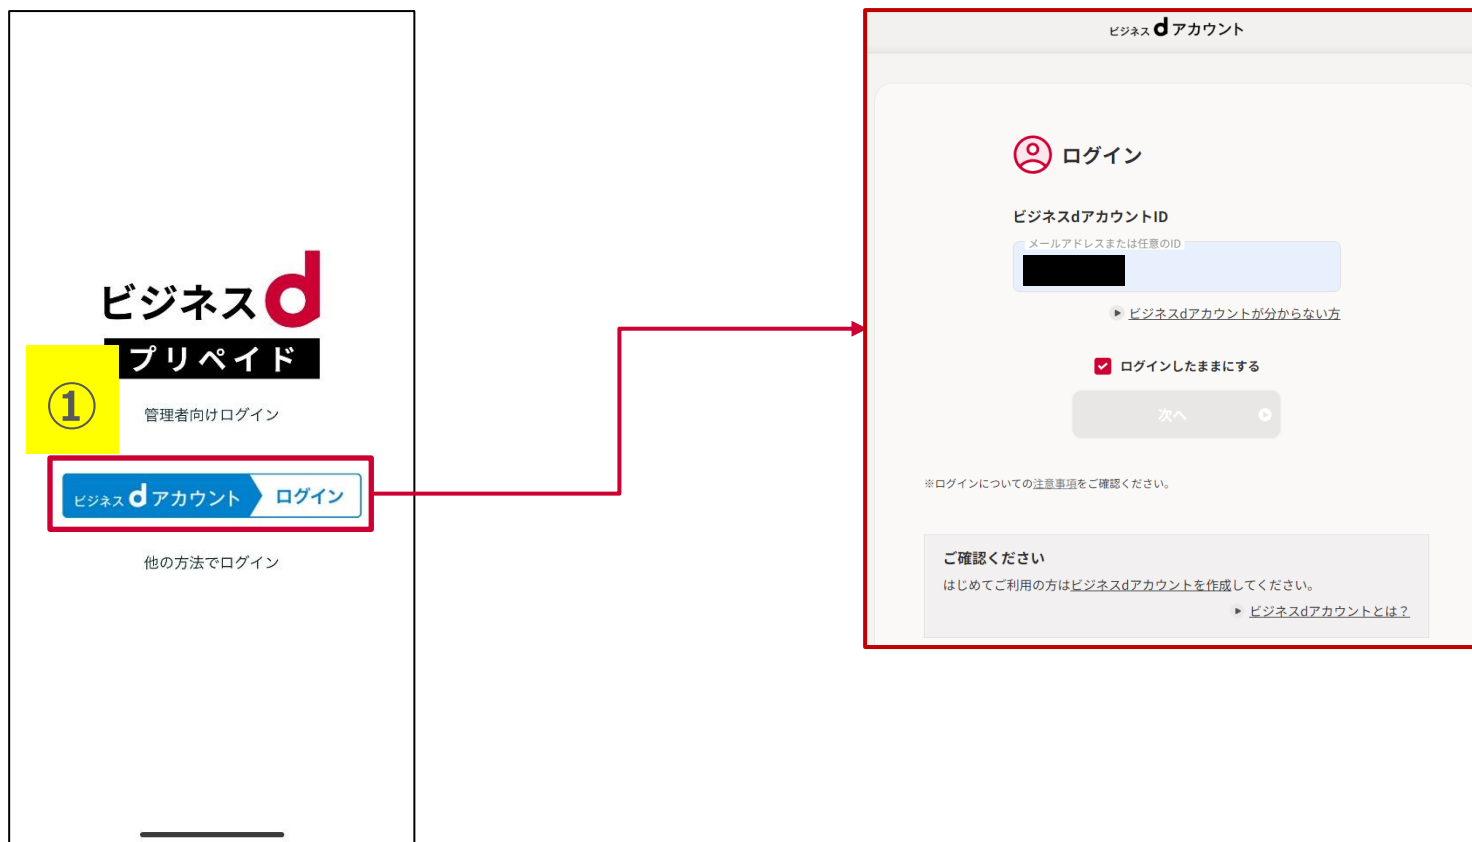 ビジネスd
プリペイド
①
管理者向けログイン
ビジネス d アカウント ログイン
他の方法でログイン
ビジネス d アカウント
ログイン
ビジネスdアカウントID
メールアドレスまたは任意のID
ビジネスdアカウントが分からない方
ログインしたままにする
次へ
※ログインについての注意事項をご確認ください。
ご確認ください
はじめてご利用の方はビジネスdアカウントを作成してください。
ビジネスdアカウントとは？